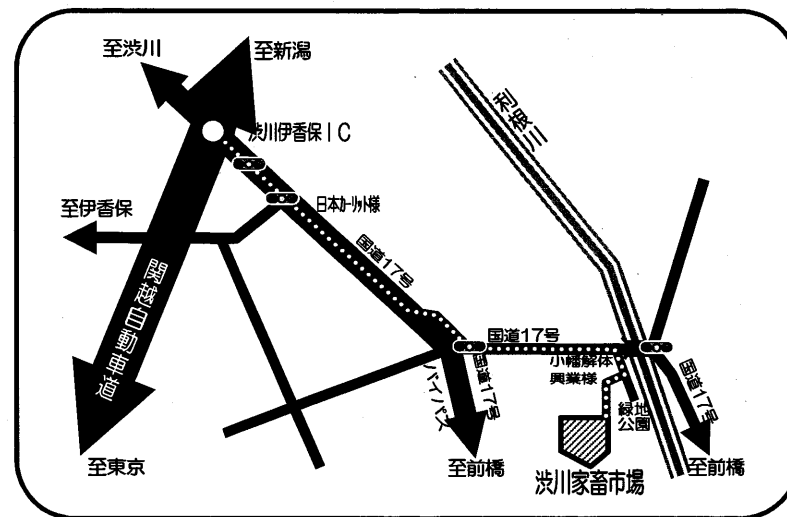 至渋川
至新潟
利根川
渋川伊香保IC
至伊香保
日本カーリット様
国道17号
関越自動車道
国道17号
小幡解体
興業様
国道17号
バイパス
国道17号
緑地
公園
至東京
至前橋
渋川家畜市場
至前橋